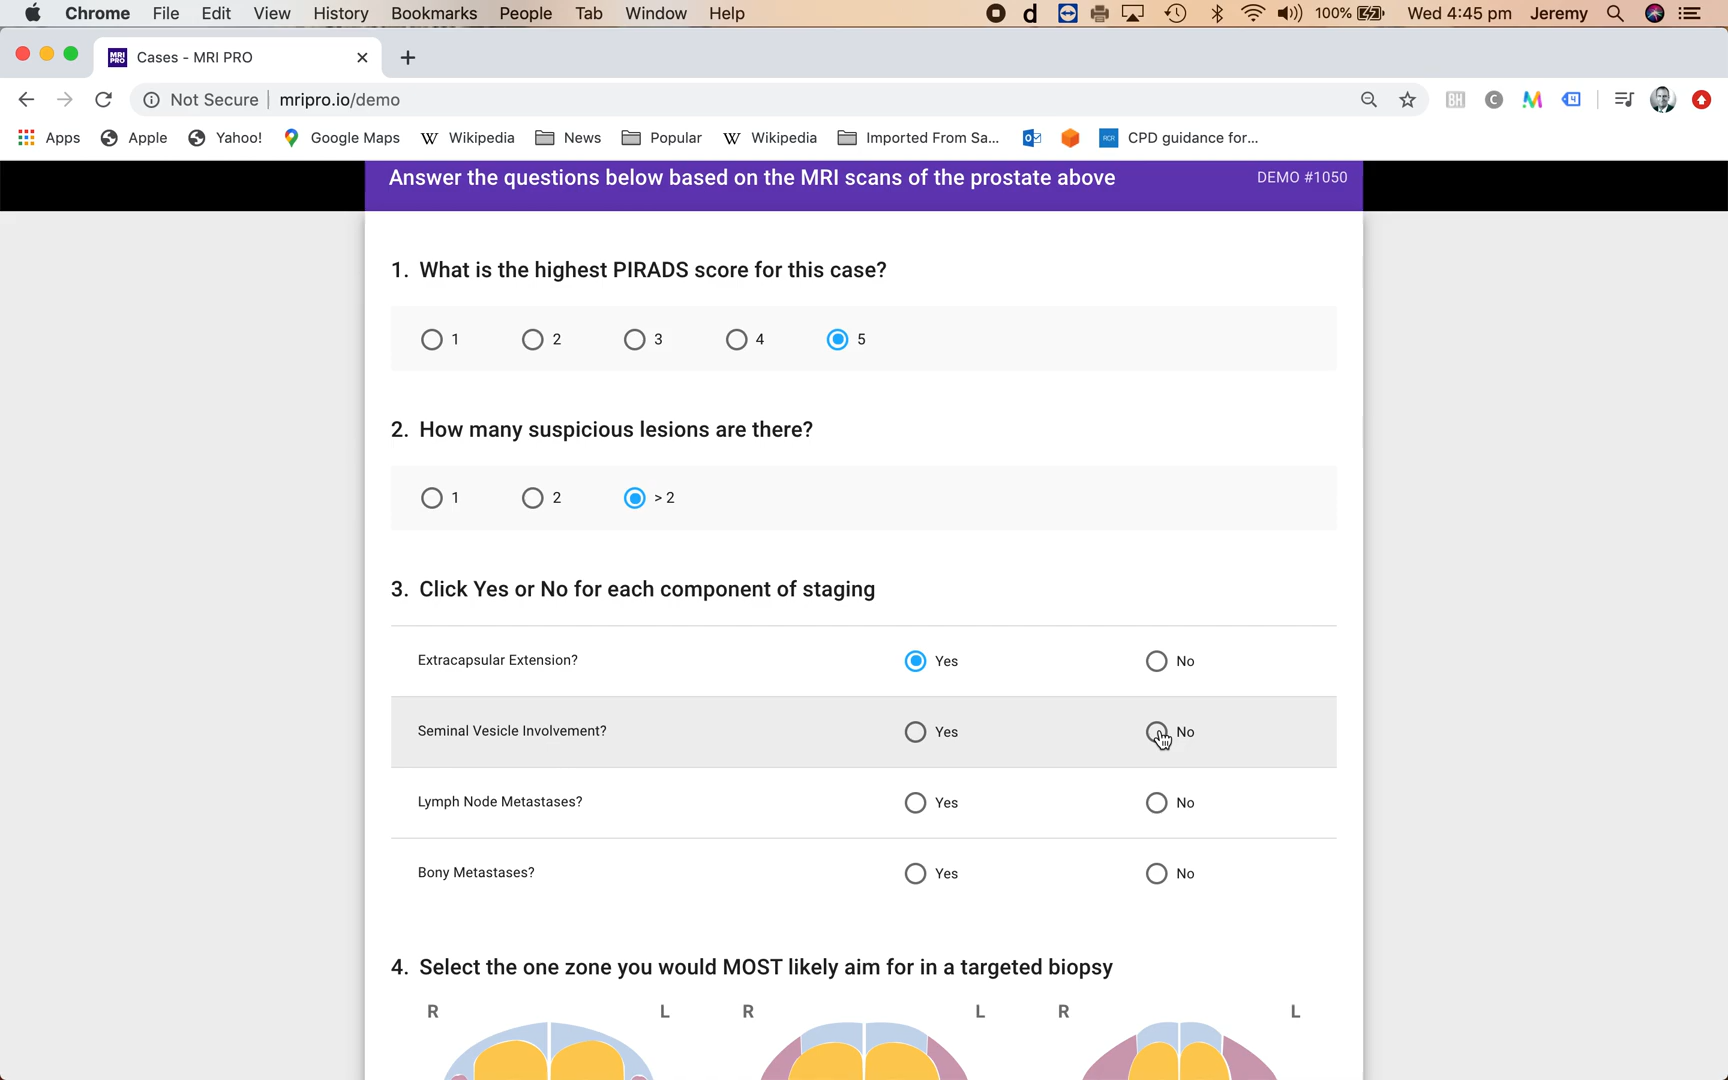 Chrome File Edit View History Bookmarks People Tab Window Help d 100% Wed 4:45 pm Jeremy
MRI PRO Cases - MRI PRO
Not Secure | mripro.io/demo BH C 4
Apps Apple Yahoo! Google Maps W Wikipedia News Popular W Wikipedia Imported From Sa... RCR CPD guidance for...
Answer the questions below based on the MRI scans of the prostate above DEMO #1050
1. What is the highest PIRADS score for this case?
1 2 3 4 5
2. How many suspicious lesions are there?
1 2 > 2
3. Click Yes or No for each component of staging
Extracapsular Extension? Yes No
Seminal Vesicle Involvement? Yes No
Lymph Node Metastases? Yes No
Bony Metastases? Yes No
4. Select the one zone you would MOST likely aim for in a targeted biopsy
R L R L R L